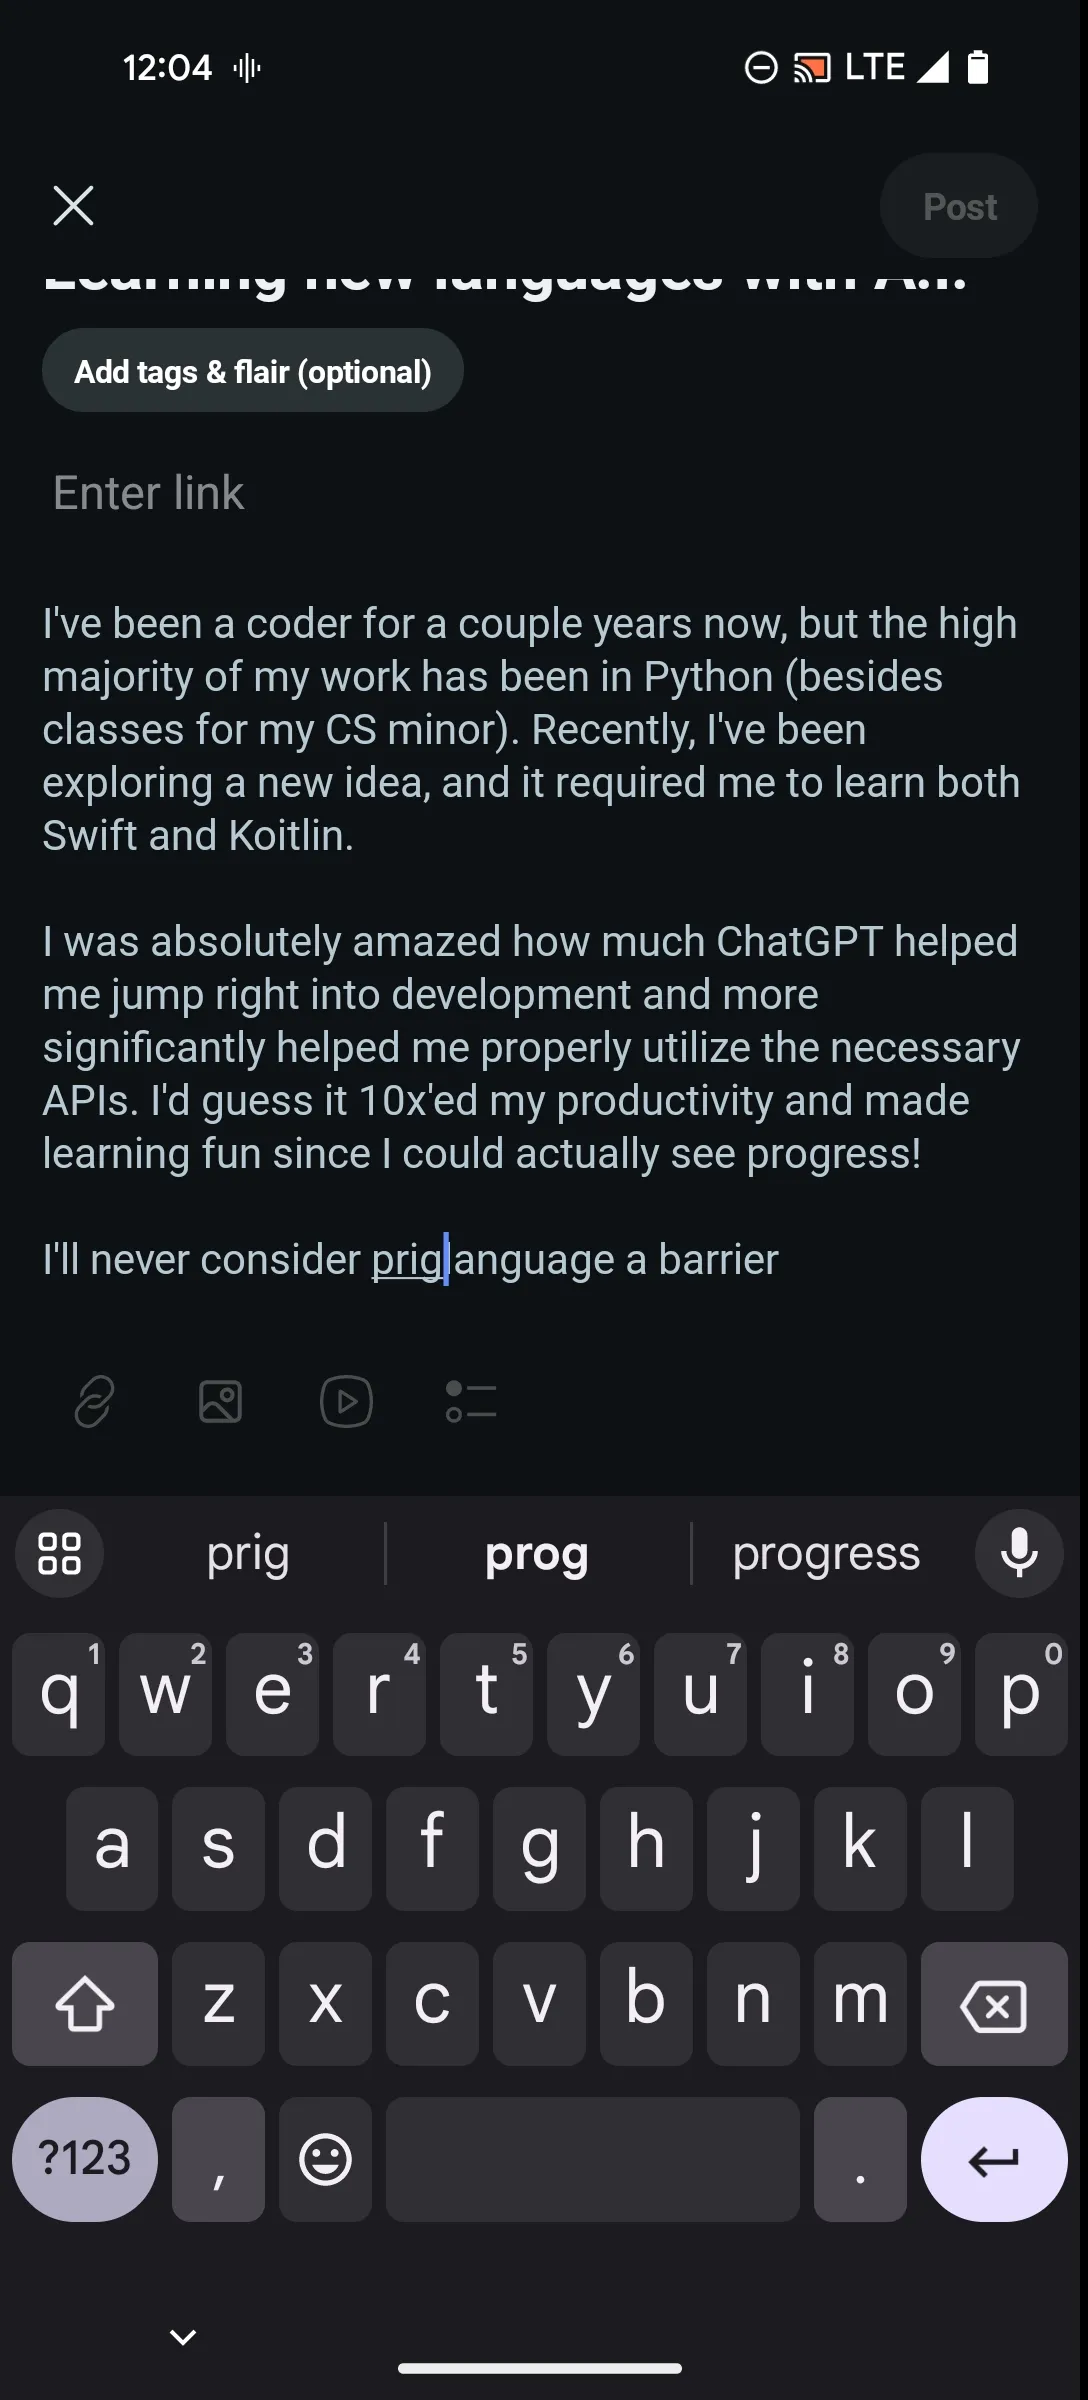 12:04 LTE
Post
Learning new languages with A.I.
Add tags & flair (optional)
Enter link
I've been a coder for a couple years now, but the high
majority of my work has been in Python (besides
classes for my CS minor). Recently, I've been
exploring a new idea, and it required me to learn both
Swift and Koitlin.
I was absolutely amazed how much ChatGPT helped
me jump right into development and more
significantly helped me properly utilize the necessary
APIs. I'd guess it 10x'ed my productivity and made
learning fun since I could actually see progress!
I'll never consider priglanguage a barrier
prig prog progress
1 2 3 4 5 6 7 8 9 0
q w e r t y u i o p
a s d f g h j k l
z x c v b n m
?123 , .